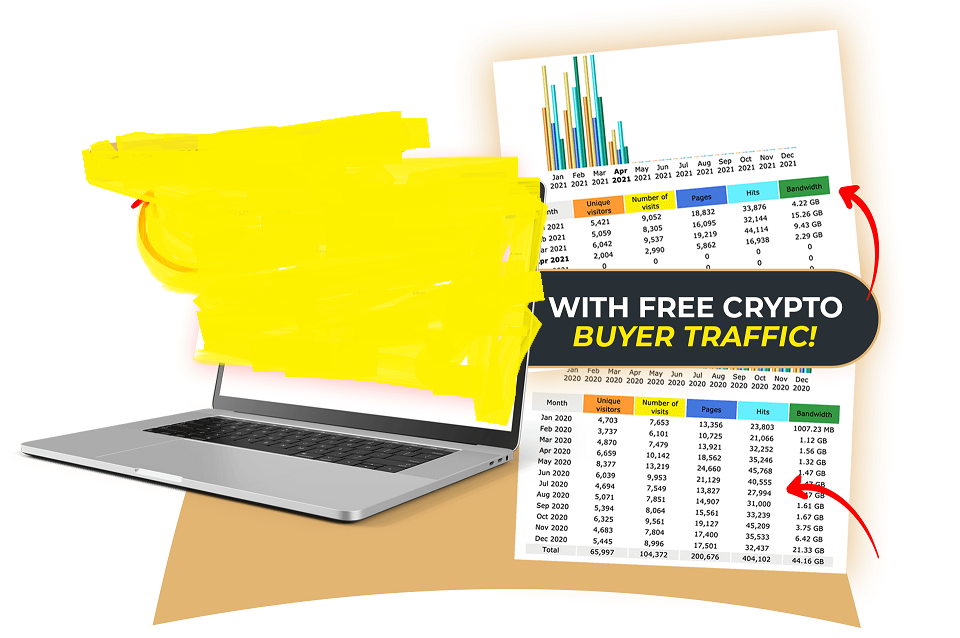 Jan Feb Mar Apr May Jun Jul Aug Sep Oct Nov Dec
2021 2021 2021 2021 2021 2021 2021 2021 2021 2021 2021 2021
Unique visitors Number of visits Pages Hits Bandwidth
2021 5,421 9,052 18,832 33,876 4.22 GB
2021 5,059 8,305 16,095 32,144 15.26 GB
2021 6,042 9,537 19,219 44,114 9.43 GB
2021 2,004 2,990 5,862 16,938 2.29 GB
0 0 0 0 0
0 0
WITH FREE CRYPTO
BUYER TRAFFIC!
Jan Feb Mar Apr May Jun Jul Aug Sep Oct Nov Dec
2020 2020 2020 2020 2020 2020 2020 2020 2020 2020 2020 2020
Month Unique visitors Number of visits Pages Hits Bandwidth
Jan 2020 4,703 7,653 13,356 23,803 1007.23 MB
Feb 2020 3,737 6,101 10,725 21,066 1.12 GB
Mar 2020 4,870 7,479 13,921 32,252 1.56 GB
Apr 2020 6,659 10,142 18,562 35,246 1.32 GB
May 2020 8,377 13,219 24,660 45,768 1.47 GB
Jun 2020 6,039 9,953 21,129 40,555 GB
Jul 2020 4,694 7,549 13,827 27,994 GB
Aug 2020 5,071 7,851 14,907 31,000 1.61 GB
Sep 2020 5,394 8,064 15,561 33,239 1.67 GB
Oct 2020 6,325 9,561 19,127 45,209 3.75 GB
Nov 2020 4,683 7,804 17,400 35,533 6.42 GB
Dec 2020 5,445 8,996 17,501 32,437 21.33 GB
Total 65,997 104,372 200,676 404,102 44.16 GB